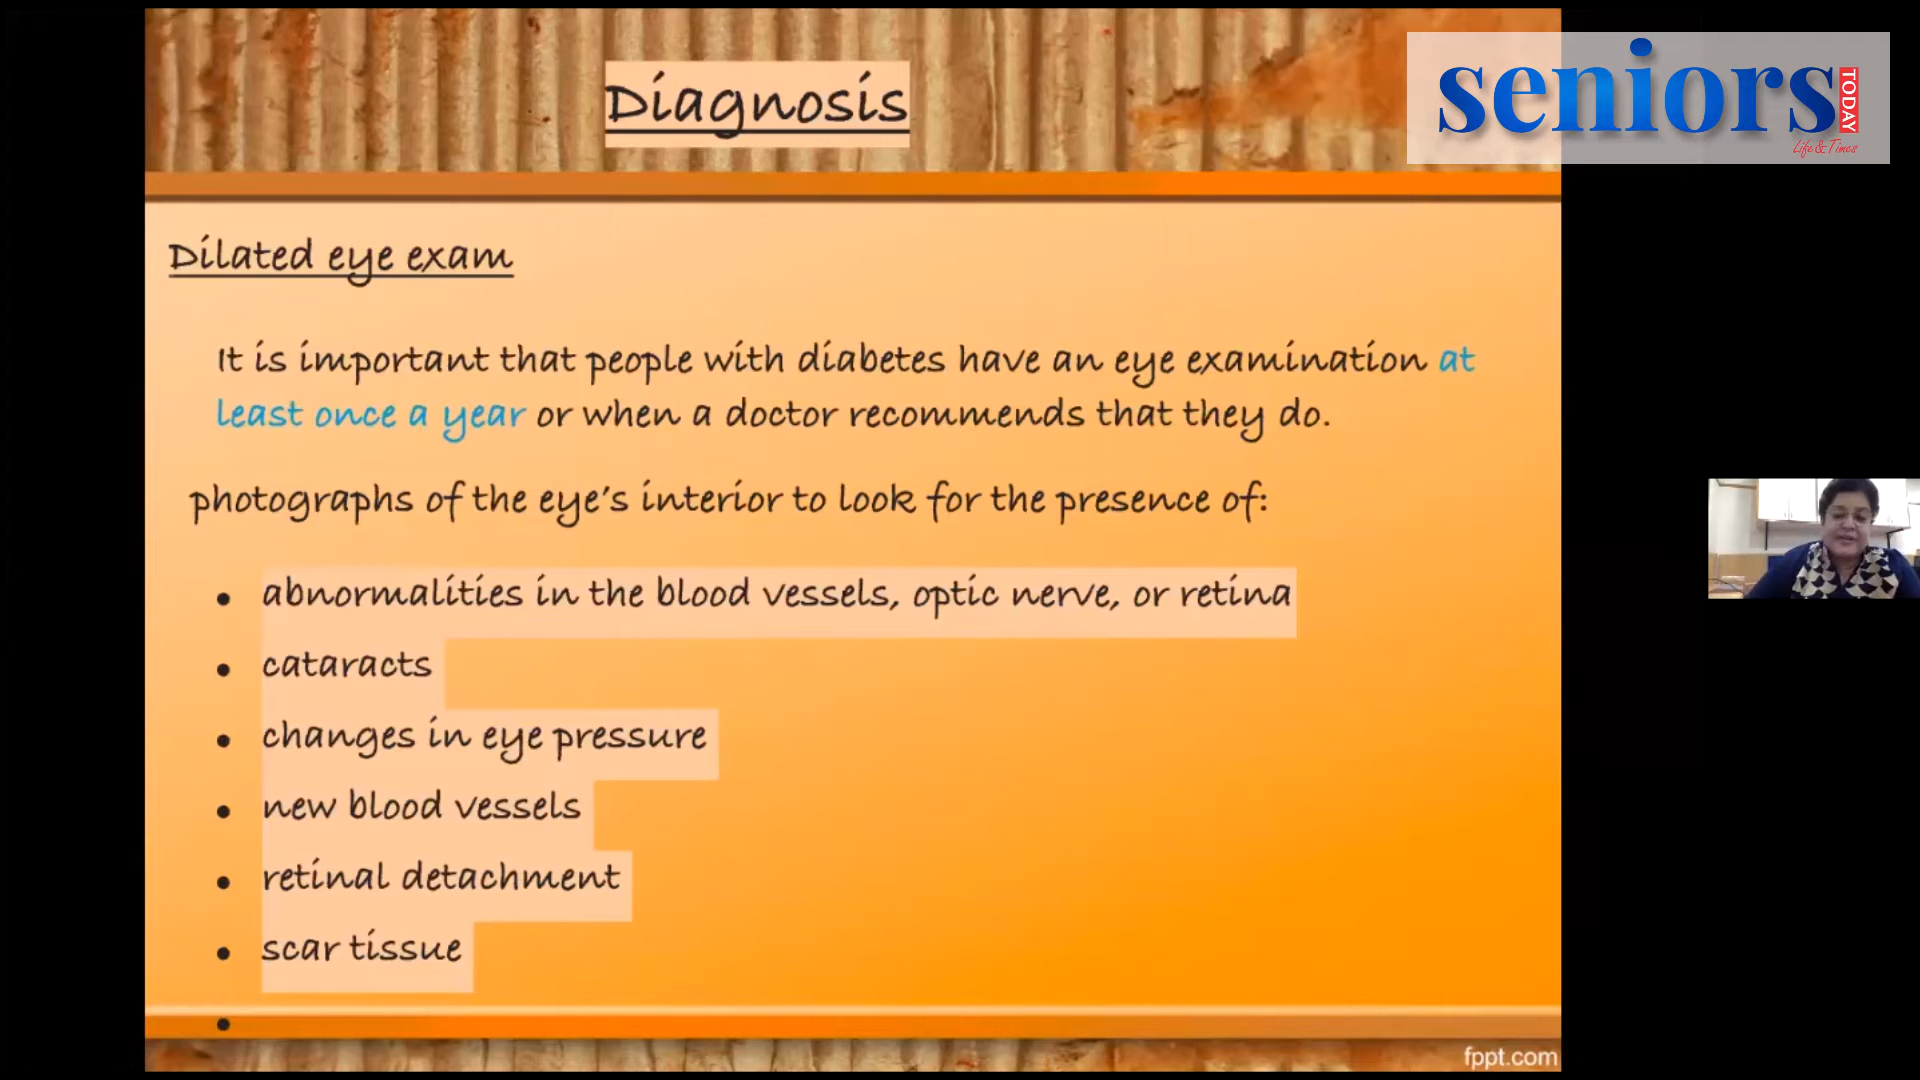 Diagnosis
seniors
TODAY
Life & Times
Dilated eye exam
It is important that people with diabetes have an eye examination at
least once a year or when a doctor recommends that they do.
photographs of the eye's interior to look for the presence of:
• abnormalities in the blood vessels, optic nerve, or retina
• cataracts
• changes in eye pressure
• new blood vessels
• retinal detachment
• scar tissue
•
fppt.com